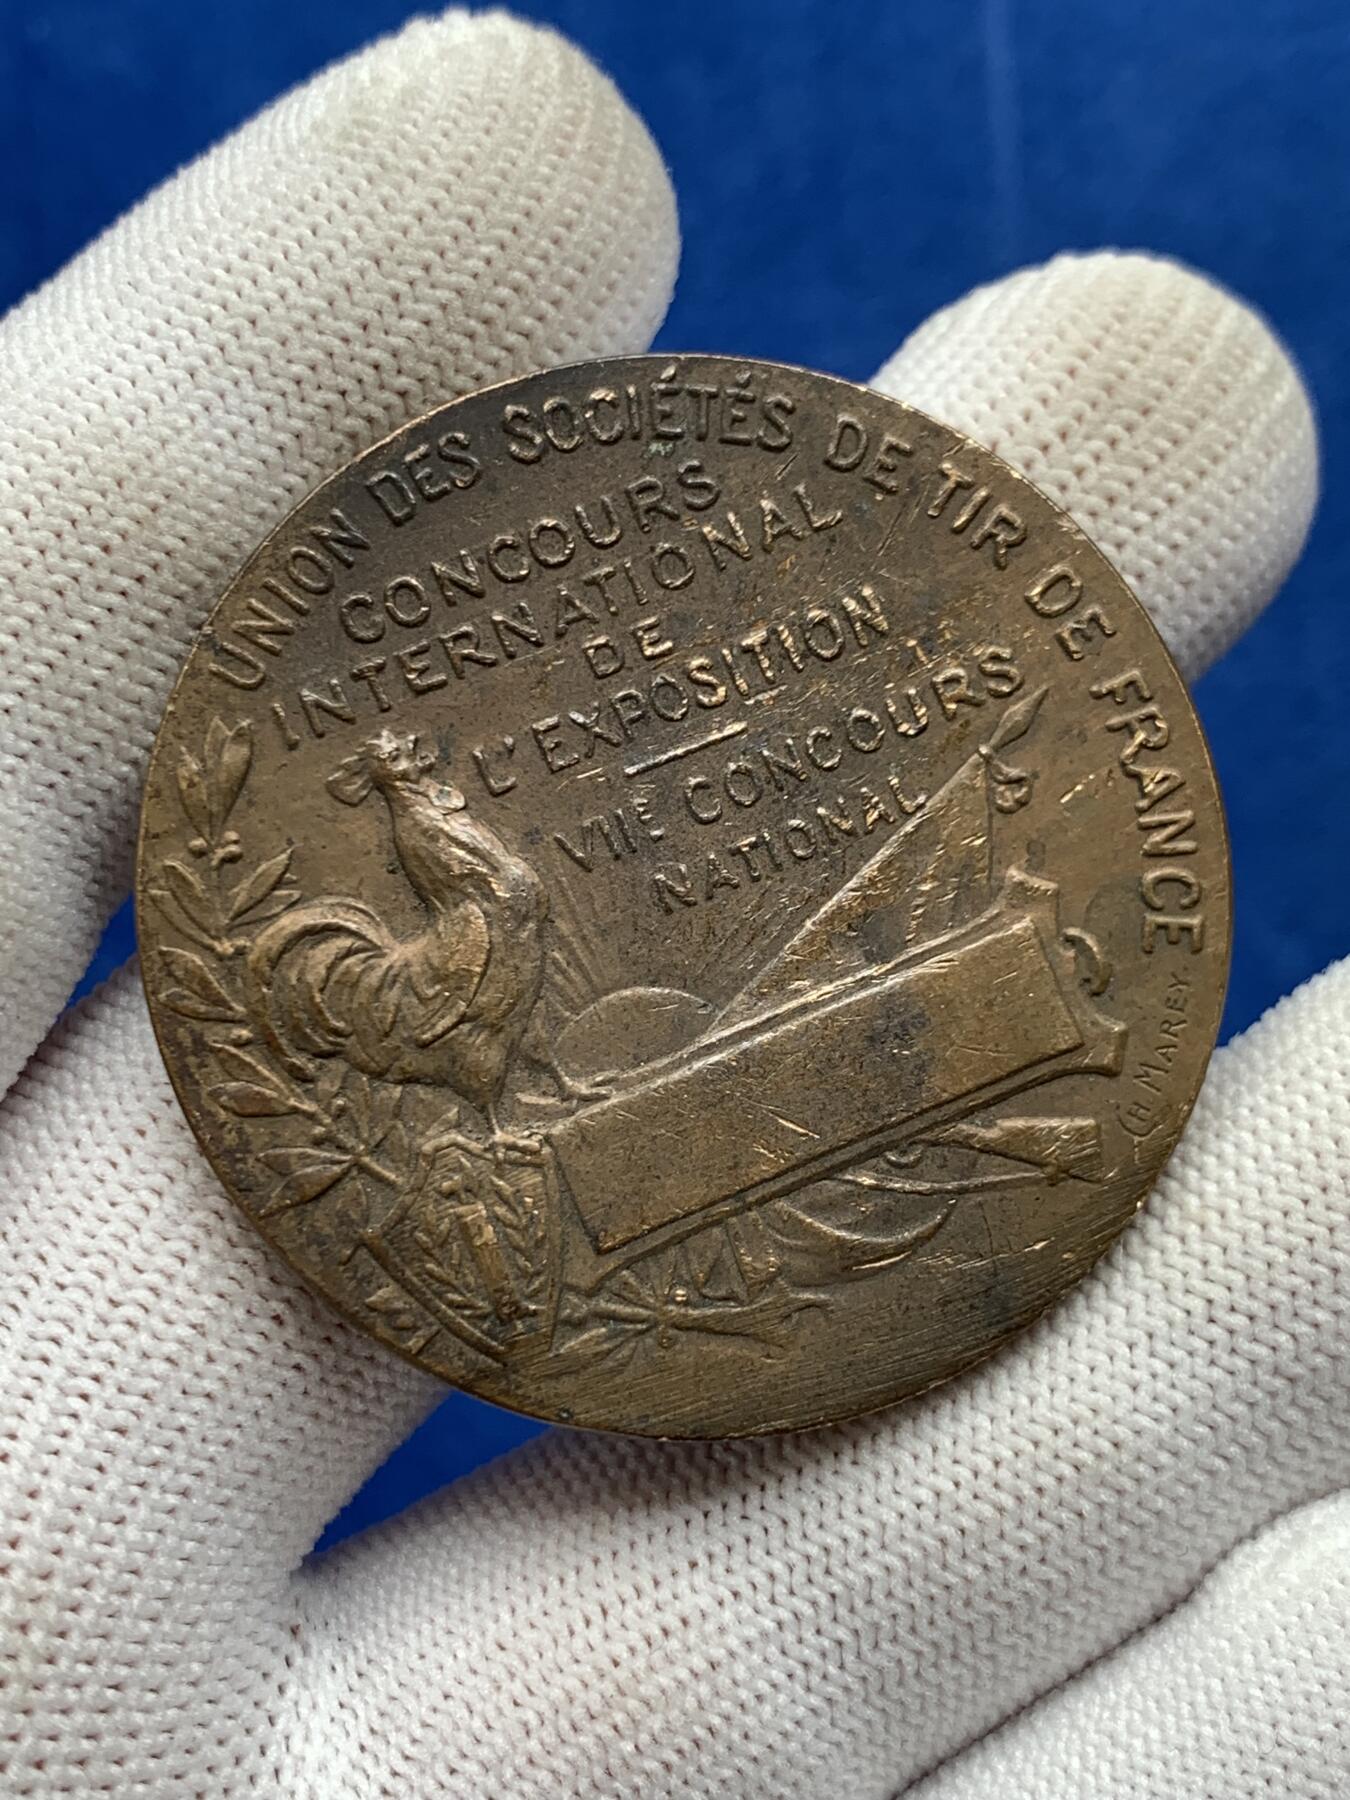 UNION DES SOCIÉTÉS DE TIR DE FRANCE
CONCOURS
INTERNATIONAL
DE
L'EXPOSITION
VIIE CONCOURS
NATIONAL
CH. MAREY.